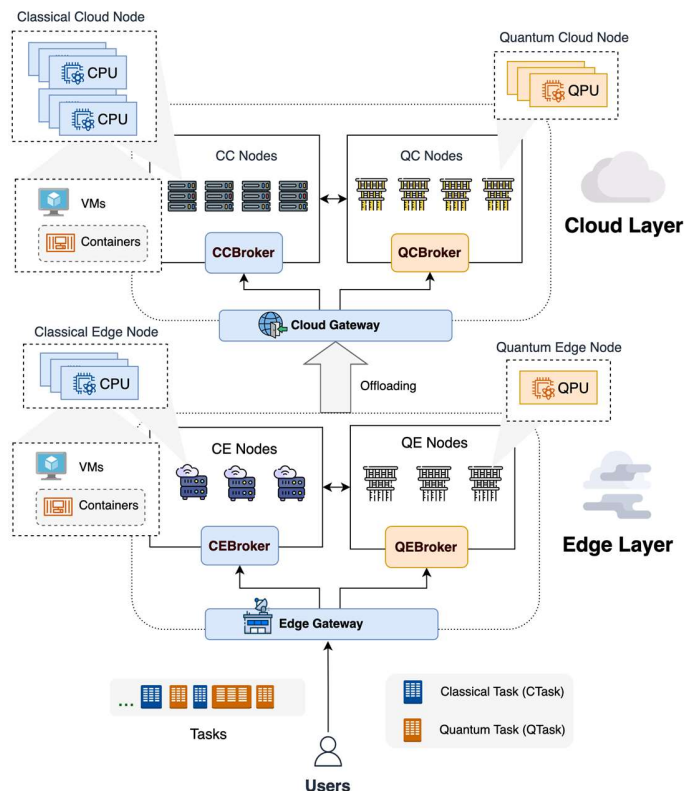 Classical Cloud Node
CPU
CPU
Quantum Cloud Node
QPU
CC Nodes
QC Nodes
VMs
Containers
Cloud Layer
CCBroker
QCBroker
Cloud Gateway
Classical Edge Node
CPU
Offloading
Quantum Edge Node
QPU
CE Nodes
QE Nodes
VMs
Containers
CEBroker
QEBroker
Edge Layer
Edge Gateway
...
Tasks
Classical Task (CTask)
Quantum Task (QTask)
Users